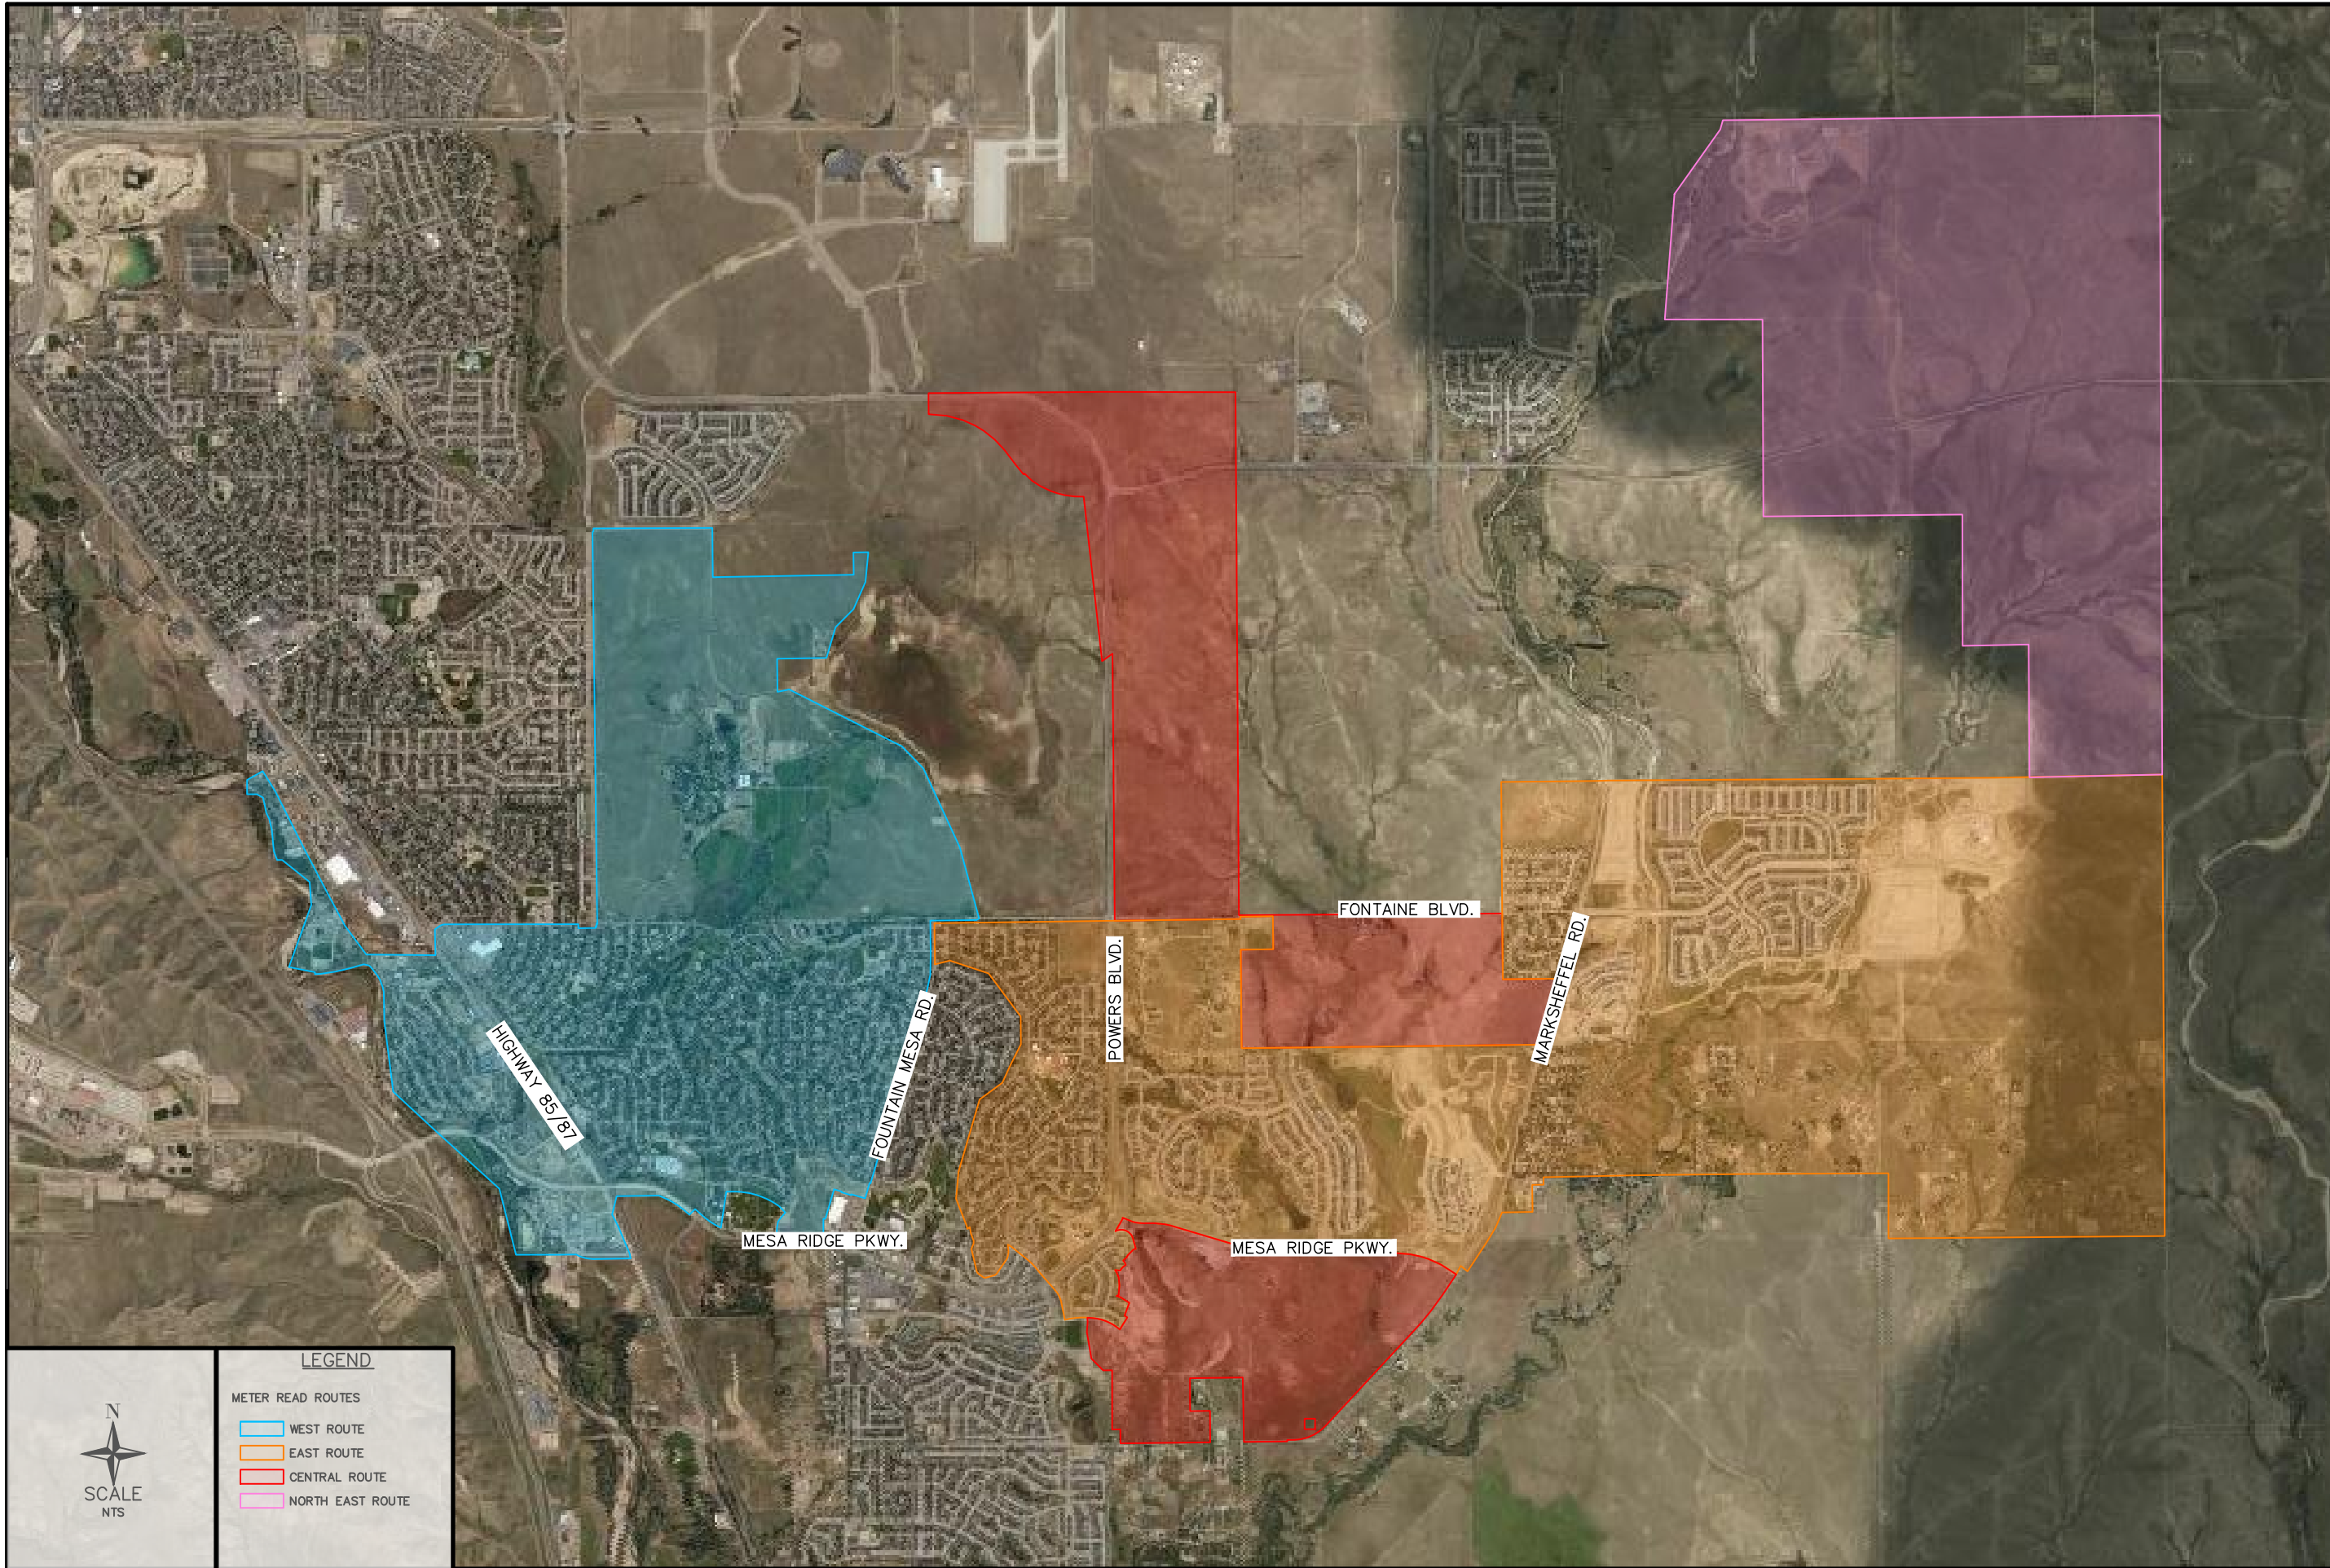 FONTAINE BLVD.
POWERS BLVD.
MARKSHEFFEL RD.
FOUNTAIN MESA RD.
HIGHWAY 85/87
MESA RIDGE PKWY.
MESA RIDGE PKWY.
N
SCALE
NTS
LEGEND
METER READ ROUTES
WEST ROUTE
EAST ROUTE
CENTRAL ROUTE
NORTH EAST ROUTE